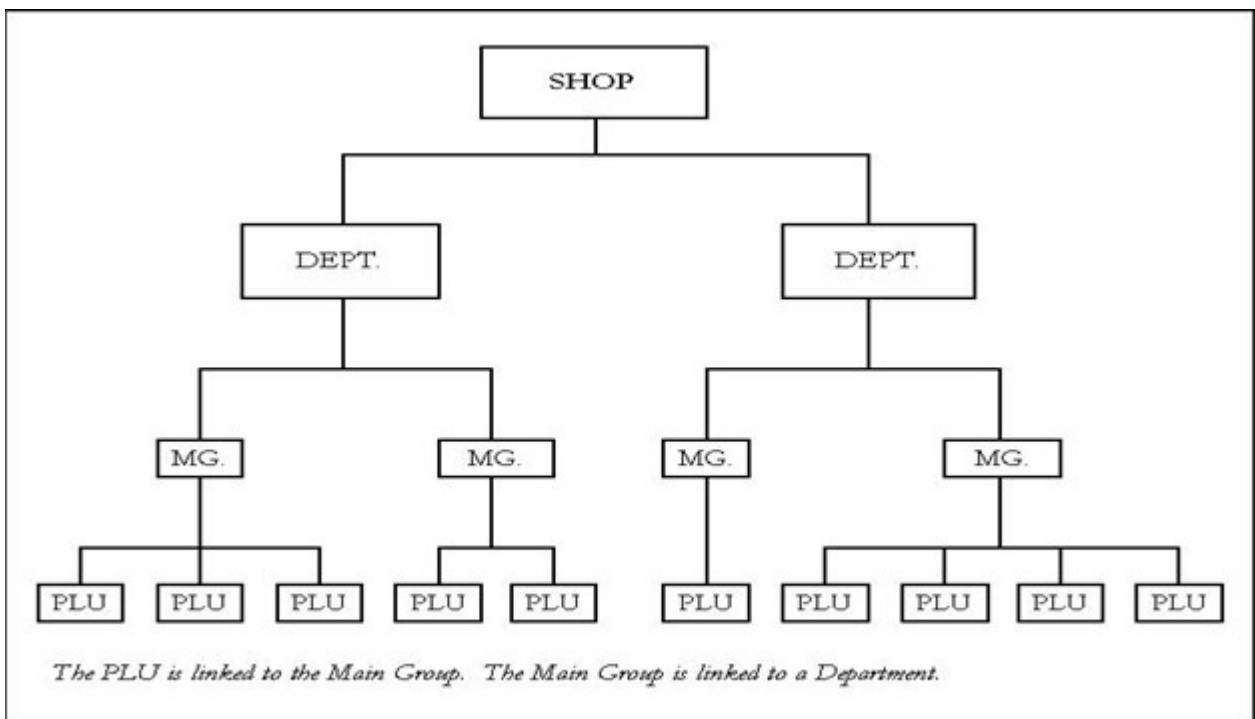 SHOP
DEPT. DEPT.
MG. MG. MG. MG.
PLU PLU PLU PLU PLU PLU PLU PLU PLU PLU
The PLU is linked to the Main Group. The Main Group is linked to a Department.